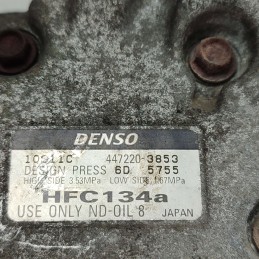 DENSO
10S11C 447220-3853
DESIGN PRESS 6D 5755
HIGH SIDE 3.53MPa LOW SIDE 1.67MPa
HFC134a
USE ONLY ND-OIL 8 JAPAN